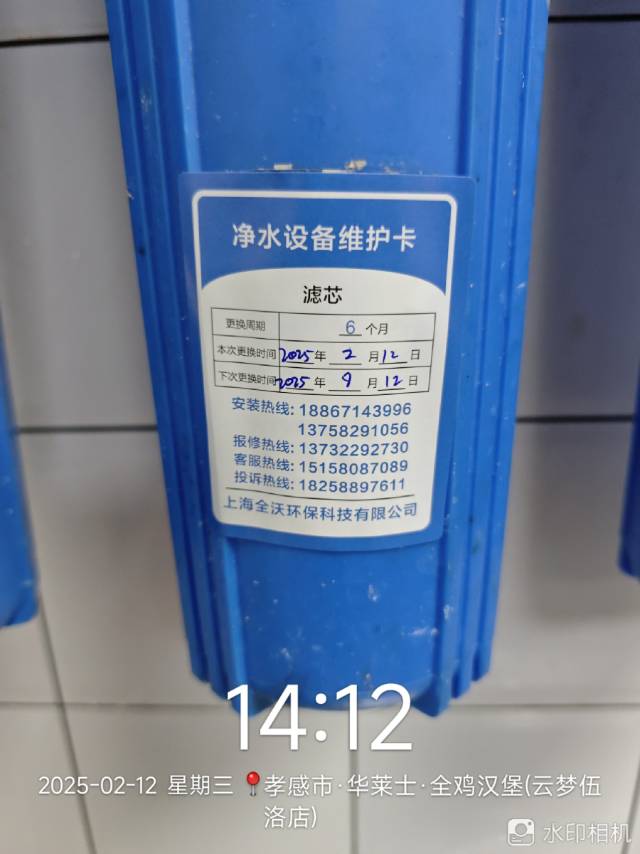 净水设备维护卡
滤芯
更换周期 6 个月
本次更换时间 2025 年 2 月 12 日
下次更换时间 2025 年 8 月 12 日
安装热线: 18867143996
13758291056
报修热线: 13732292730
客服热线: 15158087089
投诉热线: 18258897611
上海全沃环保科技有限公司
14:12
2025-02-12 星期三 孝感市·华莱士·全鸡汉堡(云梦伍
洛店)
水印相机